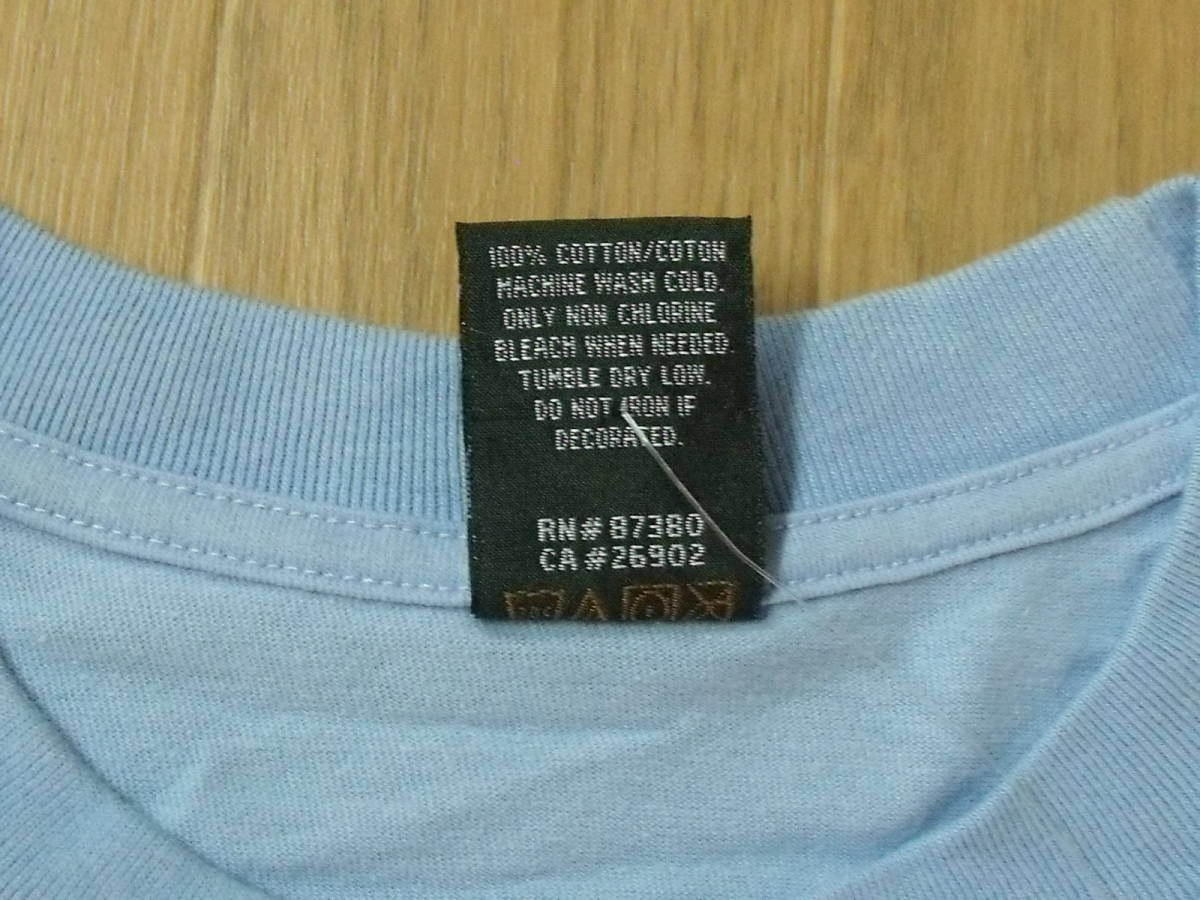 100% COTTON/COTON
MACHINE WASH COLD.
ONLY NON CHLORINE
BLEACH WHEN NEEDED.
TUMBLE DRY LOW.
DO NOT IRON IF
DECORATED.
RN# 87380
CA #26902